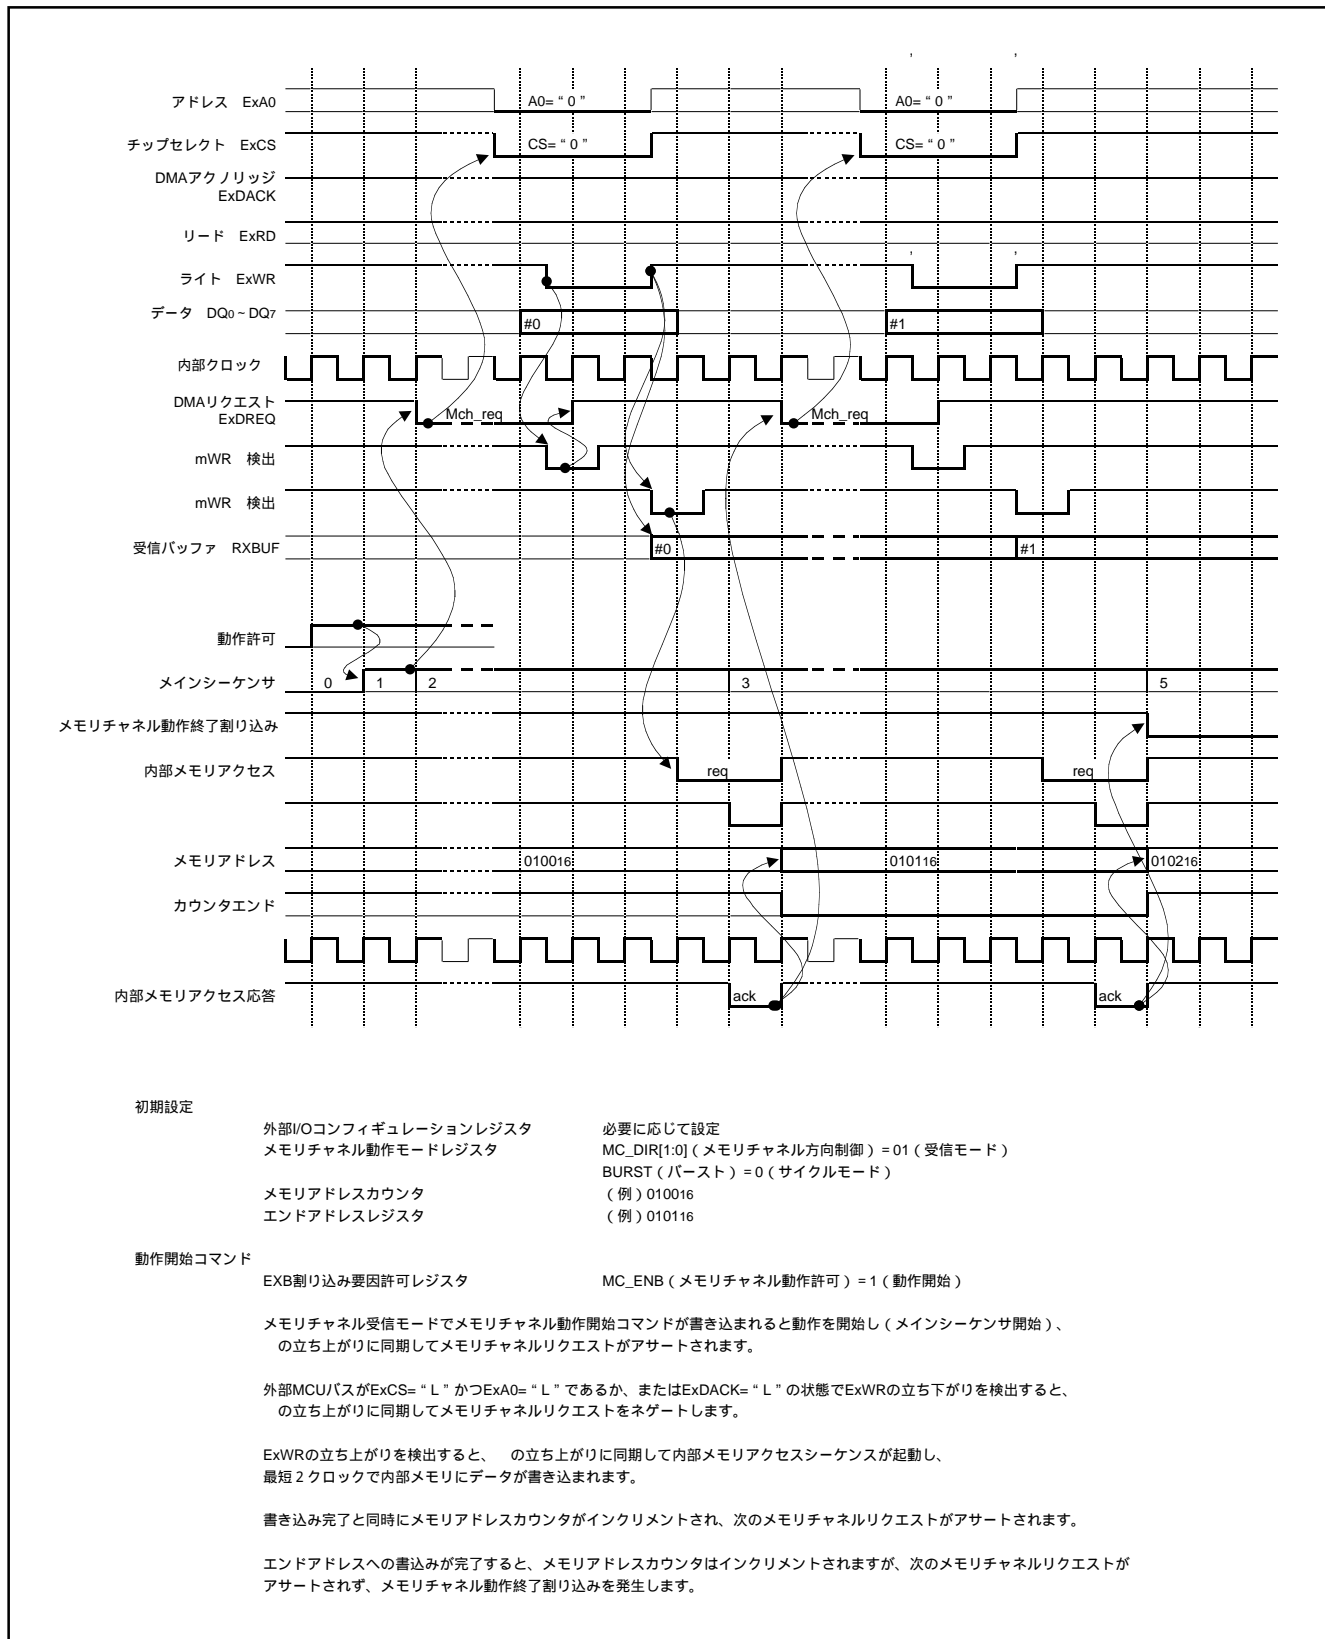 アドレス ExA0 A0= “ 0 ” A0= “ 0 ”
チップセレクト ExCS CS= “ 0 ” CS= “ 0 ”
DMAアクノリッジ
ExDACK
リード ExRD
ライト ExWR
データ DQ0 ~ DQ7 #0 #1
内部クロック
DMAリクエスト
ExDREQ Mch_req Mch_req
mWR 検出
mWR 検出
受信バッファ RXBUF #0 #1
動作許可
メインシーケンサ 0 1 2 3 5
メモリチャネル動作終了割り込み
内部メモリアクセス req req
メモリアドレス 010016 010116 010216
カウンタエンド
内部メモリアクセス応答 ack ack
初期設定
外部I/Oコンフィギュレーションレジスタ 必要に応じて設定
メモリチャネル動作モードレジスタ MC_DIR[1:0] ( メモリチャネル方向制御 ) = 01 ( 受信モード )
BURST ( バースト ) = 0 ( サイクルモード )
メモリアドレスカウンタ ( 例 ) 010016
エンドアドレスレジスタ ( 例 ) 010116
動作開始コマンド
EXB割り込み要因許可レジスタ MC_ENB ( メモリチャネル動作許可 ) = 1 ( 動作開始 )
メモリチャネル受信モードでメモリチャネル動作開始コマンドが書き込まれると動作を開始し ( メインシーケンサ開始 ) 、
の立ち上がりに同期してメモリチャネルリクエストがアサートされます。
外部MCUバスがExCS= “ L ” かつExA0= “ L ” であるか、またはExDACK= “ L ” の状態でExWRの立ち下がりを検出すると、
の立ち上がりに同期してメモリチャネルリクエストをネゲートします。
ExWRの立ち上がりを検出すると、 の立ち上がりに同期して内部メモリアクセスシーケンスが起動し、
最短 2 クロックで内部メモリにデータが書き込まれます。
書き込み完了と同時にメモリアドレスカウンタがインクリメントされ、次のメモリチャネルリクエストがアサートされます。
エンドアドレスへの書込みが完了すると、メモリアドレスカウンタはインクリメントされますが、次のメモリチャネルリクエストが
アサートされず、メモリチャネル動作終了割り込みを発生します。